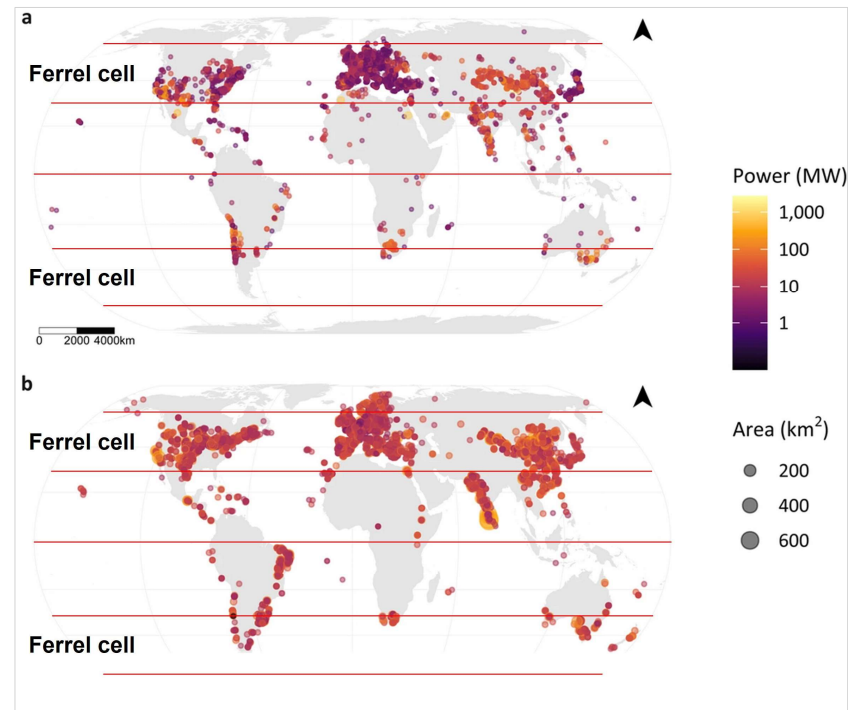 a
Ferrel cell
Ferrel cell
0 2000 4000km
Power (MW)
1,000
100
10
1
b
Ferrel cell
Ferrel cell
Area (km²)
200
400
600